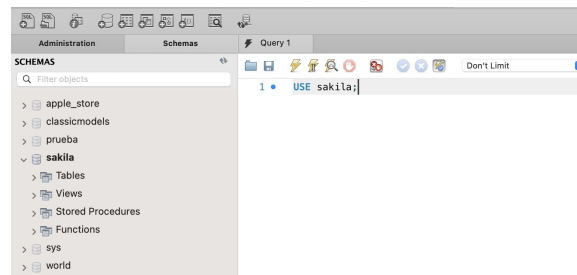 Administration
Schemas
Query 1
SCHEMAS
Filter objects
Don't Limit
apple_store
classicmodels
prueba
sakila
Tables
Views
Stored Procedures
Functions
sys
world
1
USE sakila;